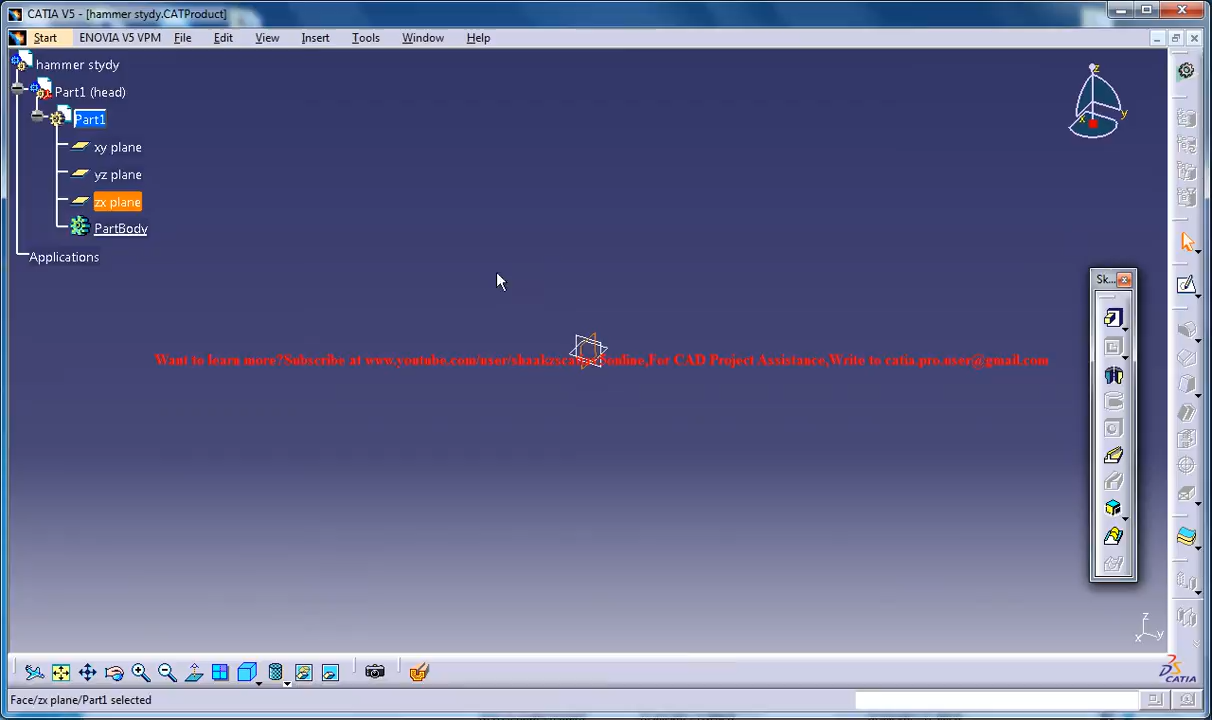 CATIA V5 - [hammer stydy.CATProduct]
Start ENOVIA V5 VPM File Edit View Insert Tools Window Help
hammer stydy
Part1 (head)
Part1
xy plane
yz plane
zx plane
PartBody
Applications
z
y
x
Sk...
Want to learn more?Subscribe at www.youtube.com/user/shaakzscatiaonline,For CAD Project Assistance,Write to catia.pro.user@gmail.com
z
x y
CATIA
Face/zx plane/Part1 selected